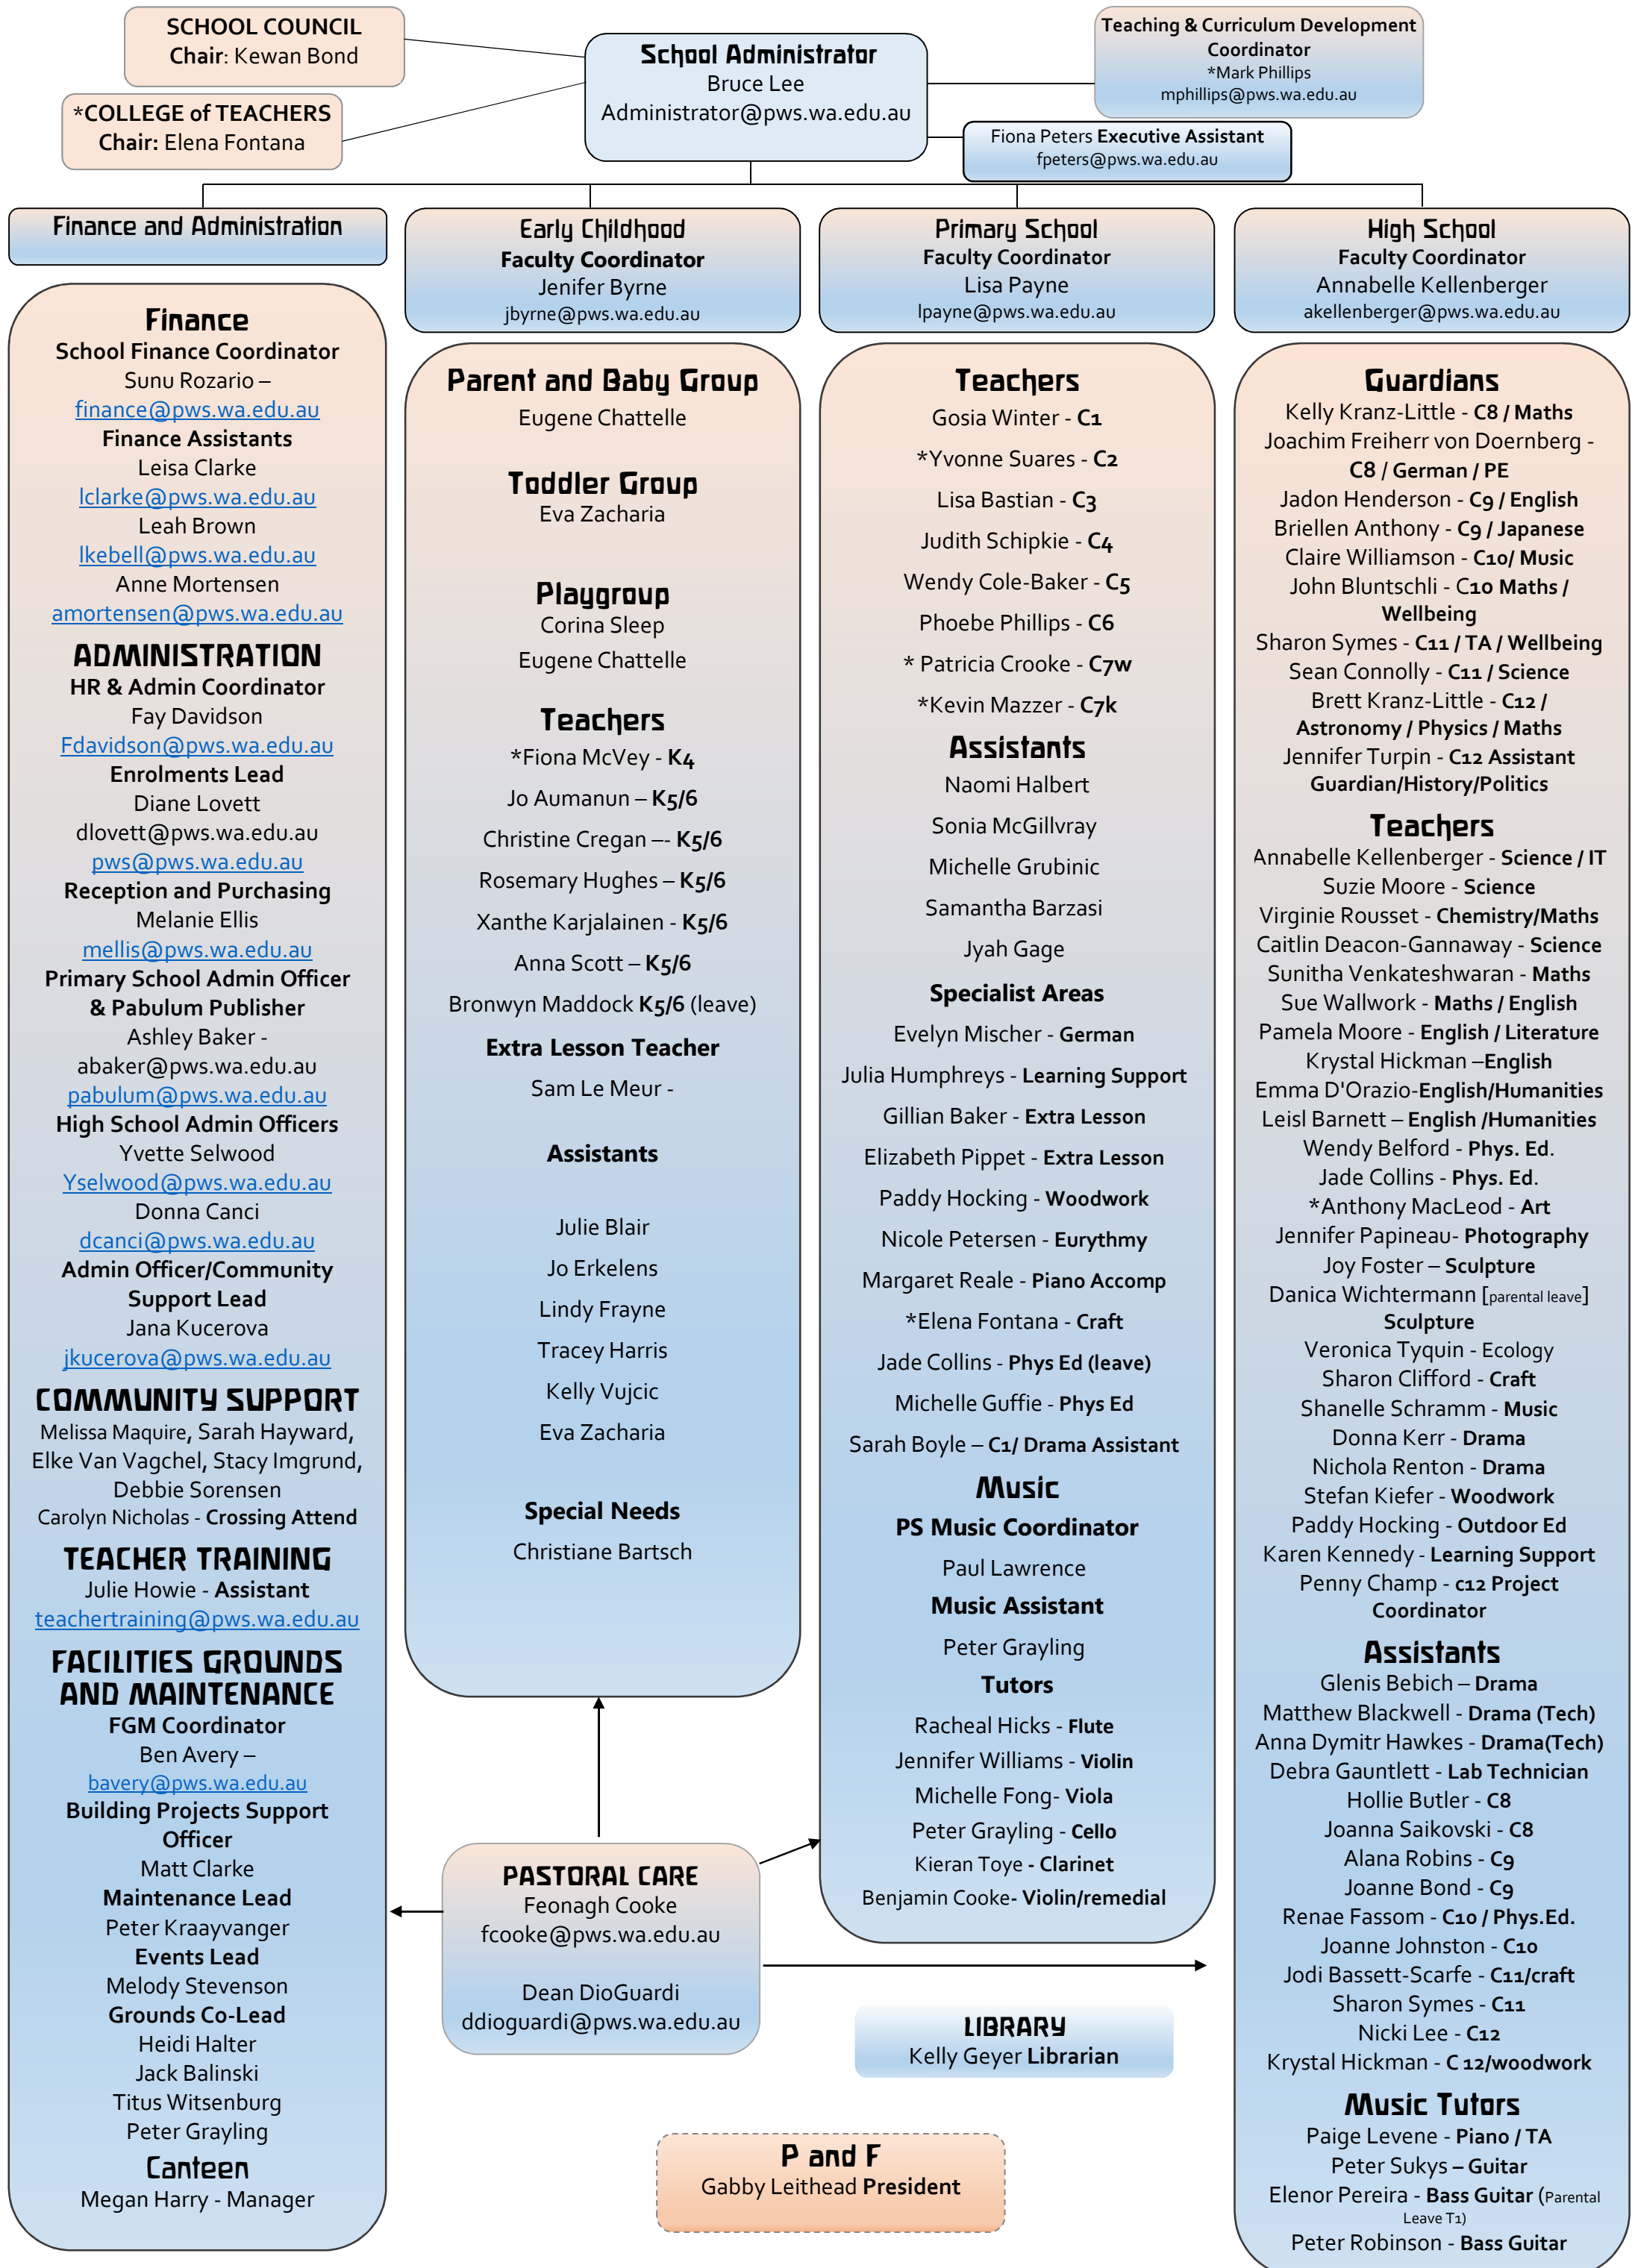 SCHOOL COUNCIL
Chair: Kewan Bond
*COLLEGE of TEACHERS
Chair: Elena Fontana
School Administrator
Bruce Lee
Administrator@pws.wa.edu.au
Teaching & Curriculum Development
Coordinator
*Mark Phillips
mphillips@pws.wa.edu.au
Fiona Peters Executive Assistant
fpeters@pws.wa.edu.au
Finance and Administration
Finance
School Finance Coordinator
Sunu Rozario –
finance@pws.wa.edu.au
Finance Assistants
Leisa Clarke
lclarke@pws.wa.edu.au
Leah Brown
lkebell@pws.wa.edu.au
Anne Mortensen
amortensen@pws.wa.edu.au
ADMINISTRATION
HR & Admin Coordinator
Fay Davidson
Fdavidson@pws.wa.edu.au
Enrolments Lead
Diane Lovett
dlovett@pws.wa.edu.au
pws@pws.wa.edu.au
Reception and Purchasing
Melanie Ellis
mellis@pws.wa.edu.au
Primary School Admin Officer
& Pabulum Publisher
Ashley Baker -
abaker@pws.wa.edu.au
pabulum@pws.wa.edu.au
High School Admin Officers
Yvette Selwood
Yselwood@pws.wa.edu.au
Donna Canci
dcanci@pws.wa.edu.au
Admin Officer/Community
Support Lead
Jana Kucerova
jkucerova@pws.wa.edu.au
COMMUNITY SUPPORT
Melissa Maquire, Sarah Hayward,
Elke Van Vagchel, Stacy Imgrund,
Debbie Sorensen
Carolyn Nicholas - Crossing Attend
TEACHER TRAINING
Julie Howie - Assistant
teachertraining@pws.wa.edu.au
FACILITIES GROUNDS
AND MAINTENANCE
FGM Coordinator
Ben Avery –
bavery@pws.wa.edu.au
Building Projects Support
Officer
Matt Clarke
Maintenance Lead
Peter Kraayvanger
Events Lead
Melody Stevenson
Grounds Co-Lead
Heidi Halter
Jack Balinski
Titus Witsenburg
Peter Grayling
Canteen
Megan Harry - Manager
Early Childhood
Faculty Coordinator
Jenifer Byrne
jbyrne@pws.wa.edu.au
Parent and Baby Group
Eugene Chattelle
Toddler Group
Eva Zacharia
Playgroup
Corina Sleep
Eugene Chattelle
Teachers
*Fiona McVey - K4
Jo Aumanun – K5/6
Christine Cregan –- K5/6
Rosemary Hughes – K5/6
Xanthe Karjalainen - K5/6
Anna Scott – K5/6
Bronwyn Maddock K5/6 (leave)
Extra Lesson Teacher
Sam Le Meur -
Assistants
Julie Blair
Jo Erkelens
Lindy Frayne
Tracey Harris
Kelly Vujcic
Eva Zacharia
Special Needs
Christiane Bartsch
PASTORAL CARE
Feonagh Cooke
fcooke@pws.wa.edu.au
Dean DioGuardi
ddioguardi@pws.wa.edu.au
Primary School
Faculty Coordinator
Lisa Payne
lpayne@pws.wa.edu.au
Teachers
Gosia Winter - C1
*Yvonne Suares - C2
Lisa Bastian - C3
Judith Schipkie - C4
Wendy Cole-Baker - C5
Phoebe Phillips - C6
* Patricia Crooke - C7w
*Kevin Mazzer - C7k
Assistants
Naomi Halbert
Sonia McGillvray
Michelle Grubinic
Samantha Barzasi
Jyah Gage
Specialist Areas
Evelyn Mischer - German
Julia Humphreys - Learning Support
Gillian Baker - Extra Lesson
Elizabeth Pippet - Extra Lesson
Paddy Hocking - Woodwork
Nicole Petersen - Eurythmy
Margaret Reale - Piano Accomp
*Elena Fontana - Craft
Jade Collins - Phys Ed (leave)
Michelle Guffie - Phys Ed
Sarah Boyle – C1/ Drama Assistant
Music
PS Music Coordinator
Paul Lawrence
Music Assistant
Peter Grayling
Tutors
Racheal Hicks - Flute
Jennifer Williams - Violin
Michelle Fong- Viola
Peter Grayling - Cello
Kieran Toye - Clarinet
Benjamin Cooke- Violin/remedial
LIBRARY
Kelly Geyer Librarian
P and F
Gabby Leithead President
High School
Faculty Coordinator
Annabelle Kellenberger
akellenberger@pws.wa.edu.au
Guardians
Kelly Kranz-Little - C8 / Maths
Joachim Freiherr von Doernberg -
C8 / German / PE
Jadon Henderson - C9 / English
Briellen Anthony - C9 / Japanese
Claire Williamson - C10/ Music
John Bluntschli - C10 Maths /
Wellbeing
Sharon Symes - C11 / TA / Wellbeing
Sean Connolly - C11 / Science
Brett Kranz-Little - C12 /
Astronomy / Physics / Maths
Jennifer Turpin - C12 Assistant
Guardian/History/Politics
Teachers
Annabelle Kellenberger - Science / IT
Suzie Moore - Science
Virginie Rousset - Chemistry/Maths
Caitlin Deacon-Gannaway - Science
Sunitha Venkateshwaran - Maths
Sue Wallwork - Maths / English
Pamela Moore - English / Literature
Krystal Hickman –English
Emma D'Orazio-English/Humanities
Leisl Barnett – English /Humanities
Wendy Belford - Phys. Ed.
Jade Collins - Phys. Ed.
*Anthony MacLeod - Art
Jennifer Papineau- Photography
Joy Foster – Sculpture
Danica Wichtermann [parental leave]
Sculpture
Veronica Tyquin - Ecology
Sharon Clifford - Craft
Shanelle Schramm - Music
Donna Kerr - Drama
Nichola Renton - Drama
Stefan Kiefer - Woodwork
Paddy Hocking - Outdoor Ed
Karen Kennedy - Learning Support
Penny Champ - c12 Project
Coordinator
Assistants
Glenis Bebich – Drama
Matthew Blackwell - Drama (Tech)
Anna Dymitr Hawkes - Drama(Tech)
Debra Gauntlett - Lab Technician
Hollie Butler - C8
Joanna Saikovski - C8
Alana Robins - C9
Joanne Bond - C9
Renae Fassom - C10 / Phys.Ed.
Joanne Johnston - C10
Jodi Bassett-Scarfe - C11/craft
Sharon Symes - C11
Nicki Lee - C12
Krystal Hickman - C 12/woodwork
Music Tutors
Paige Levene - Piano / TA
Peter Sukys – Guitar
Elenor Pereira - Bass Guitar (Parental
Leave T1)
Peter Robinson - Bass Guitar